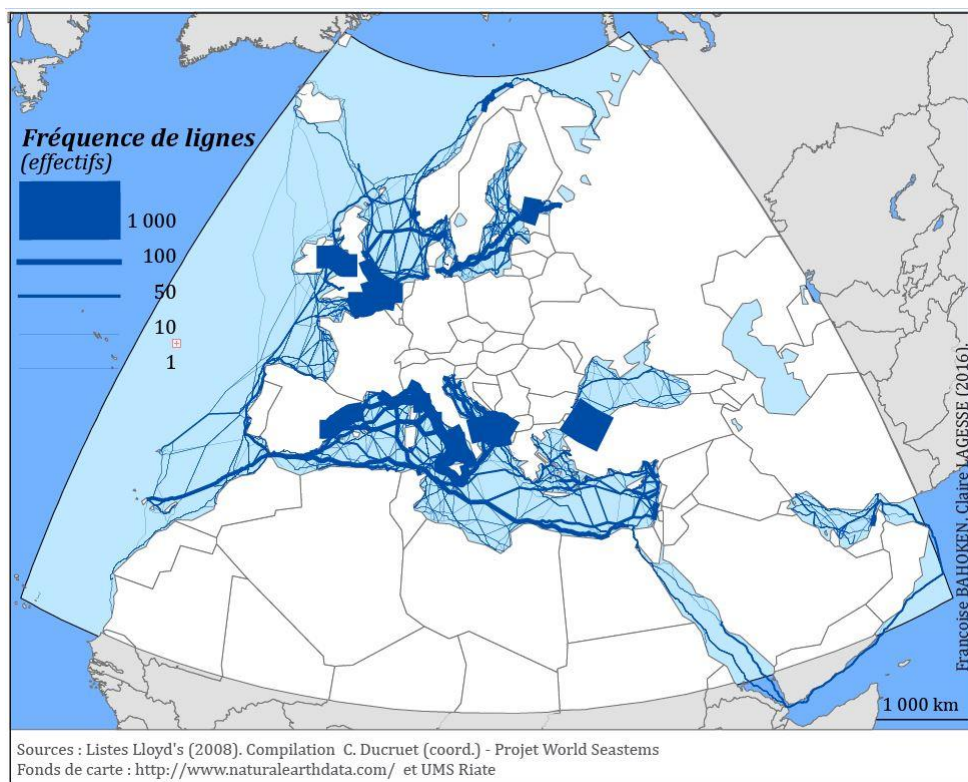 Fréquence de lignes
(effectifs)
1 000
100
50
10
1
Françoise BAHOKEN, Claire LAGESSE (2016).
1 000 km
Sources : Listes Lloyd's (2008). Compilation C. Ducruet (coord.) - Projet World Seastems
Fonds de carte : http://www.naturalearthdata.com/ et UMS Riate